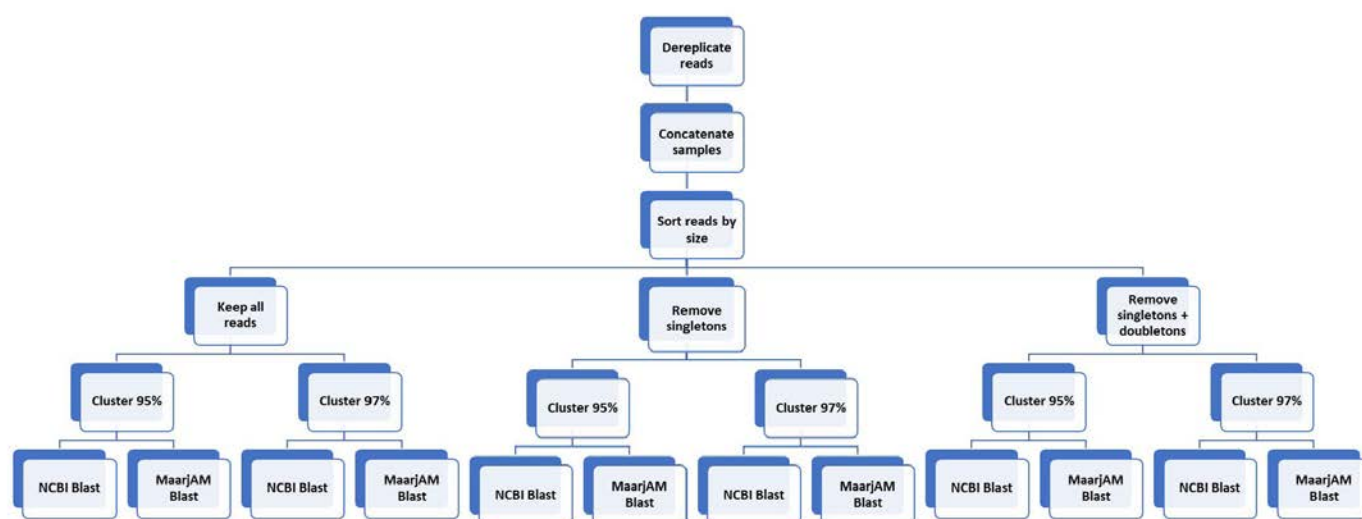 Dereplicate
reads
Concatenate
samples
Sort reads by
size
Keep all
reads
Remove
singletons
Remove
singletons +
doubletons
Cluster 95%
Cluster 97%
Cluster 95%
Cluster 97%
Cluster 95%
Cluster 97%
NCBI Blast
MaarjAM
Blast
NCBI Blast
MaarjAM
Blast
NCBI Blast
MaarjAM
Blast
NCBI Blast
MaarjAM
Blast
NCBI Blast
MaarjAM
Blast
NCBI Blast
MaarjAM
Blast